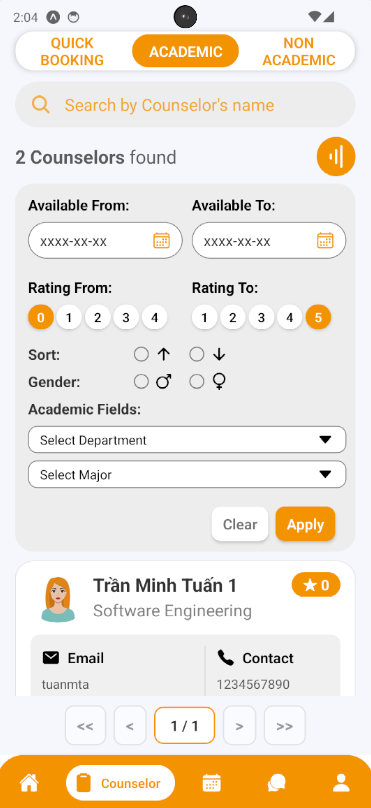 2:04
QUICK BOOKING
ACADEMIC
NON ACADEMIC
Search by Counselor's name
2 Counselors found
Available From: Available To:
xxxx-xx-xx xxxx-xx-xx
Rating From: Rating To:
0 1 2 3 4 1 2 3 4 5
Sort:
Gender:
Academic Fields:
Select Department
Select Major
Clear Apply
Trần Minh Tuấn 1 ★ 0
Software Engineering
Email Contact
tuanmta 1234567890
<< < 1 / 1 > >>
Counselor